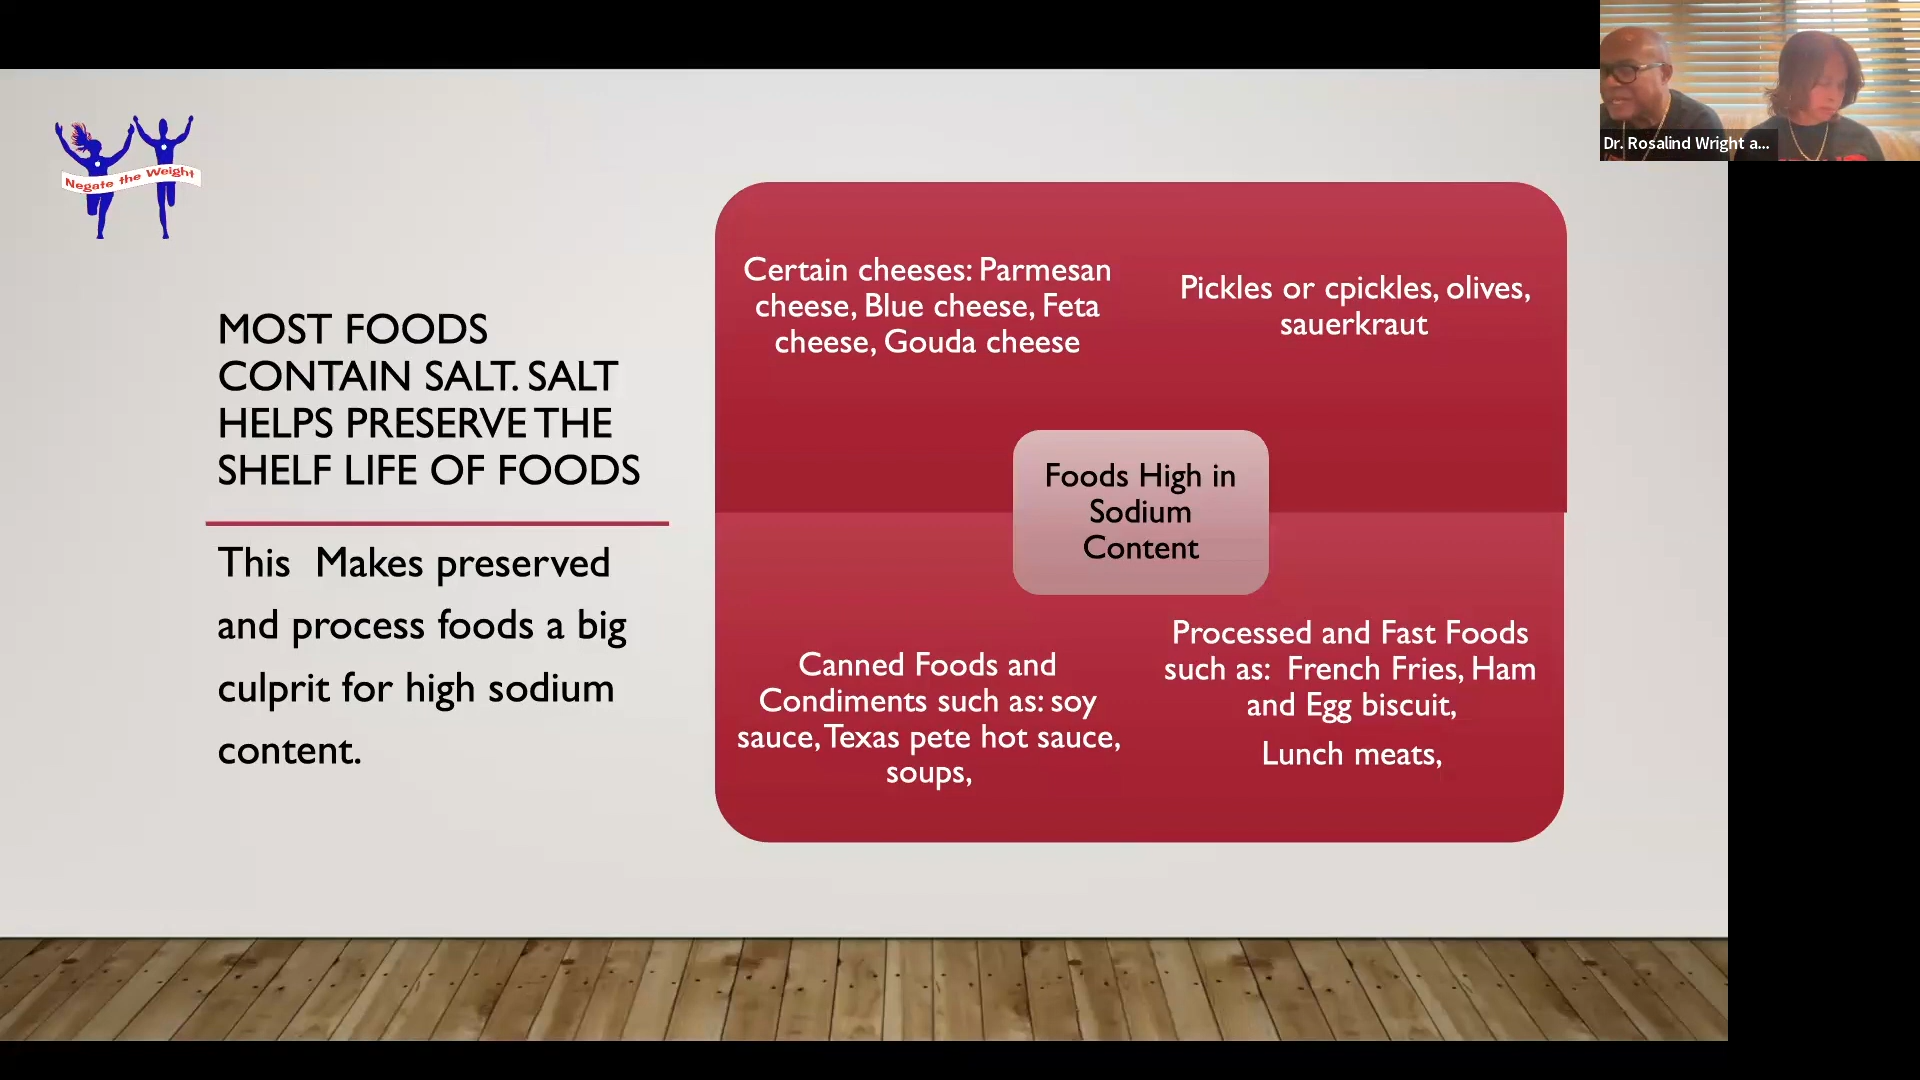 Dr. Rosalind Wright a...
Negate the Weight
MOST FOODS
CONTAIN SALT. SALT
HELPS PRESERVE THE
SHELF LIFE OF FOODS
This Makes preserved
and process foods a big
culprit for high sodium
content.
Certain cheeses: Parmesan
cheese, Blue cheese, Feta
cheese, Gouda cheese
Pickles or cpickles, olives,
sauerkraut
Foods High in
Sodium
Content
Canned Foods and
Condiments such as: soy
sauce, Texas pete hot sauce,
soups,
Processed and Fast Foods
such as: French Fries, Ham
and Egg biscuit,
Lunch meats,